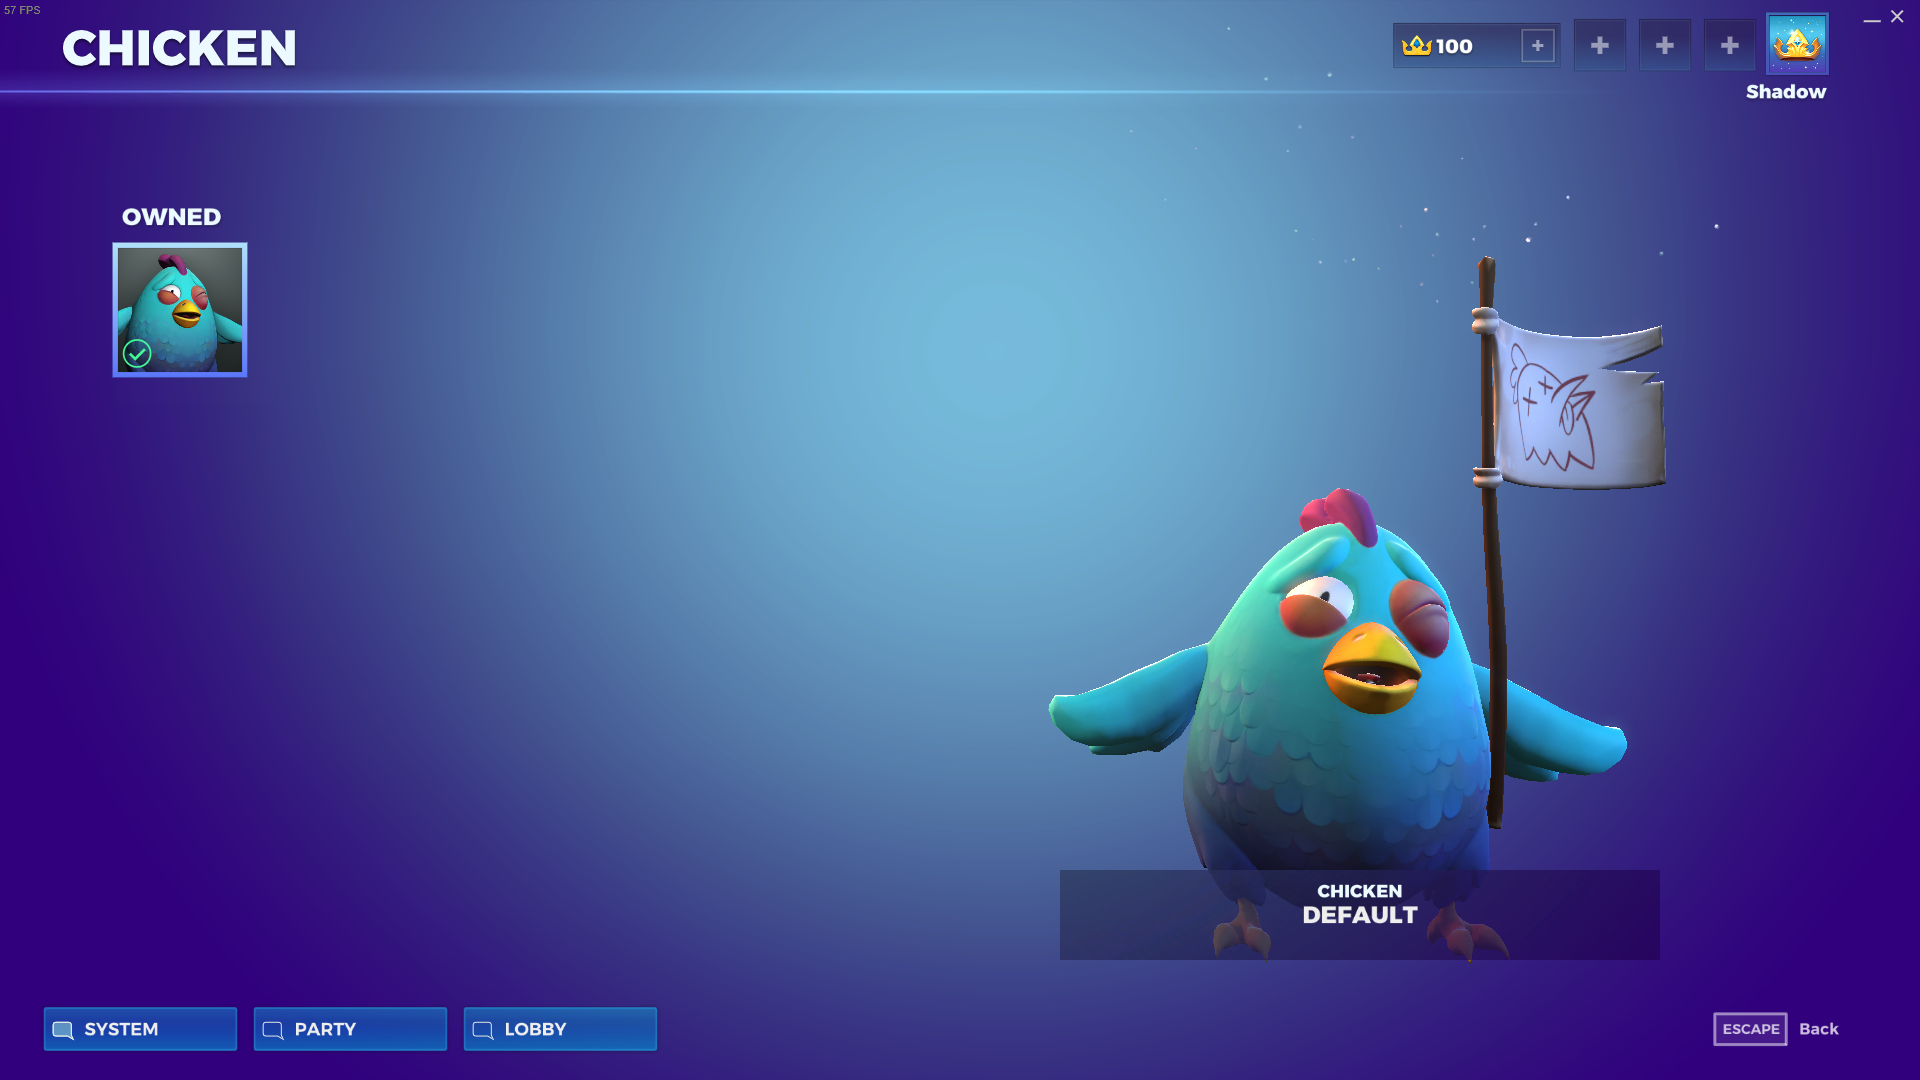 57 FPS
CHICKEN
100
Shadow
OWNED
CHICKEN
DEFAULT
SYSTEM
PARTY
LOBBY
ESCAPE Back